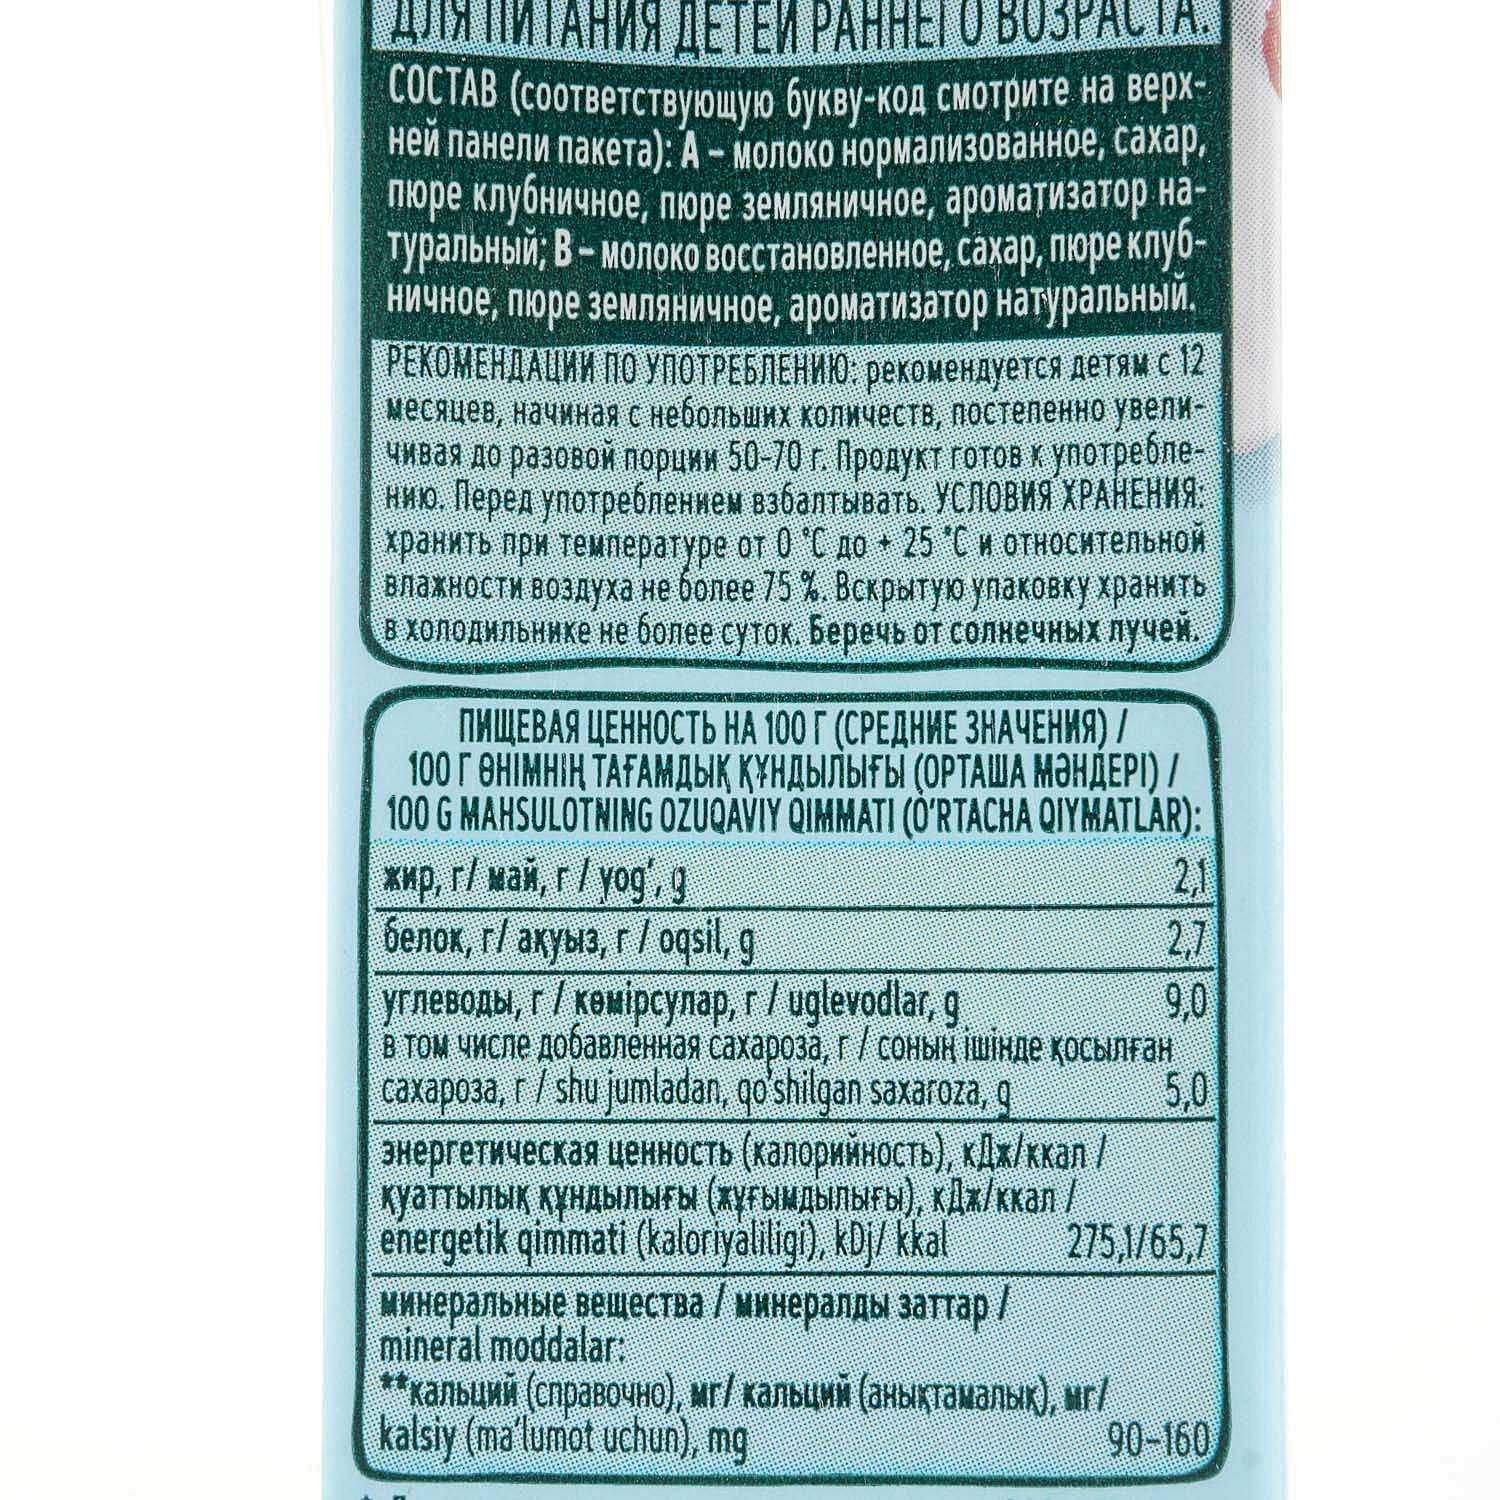 ДЛЯ ПИТАНИЯ ДЕТЕЙ РАННЕГО ВОЗРАСТА.
СОСТАВ (соответствующую букву-код смотрите на верх-
ней панели пакета): А – молоко нормализованное, сахар,
пюре клубничное, пюре земляничное, ароматизатор на-
туральный; В – молоко восстановленное, сахар, пюре клуб-
ничное, пюре земляничное, ароматизатор натуральный.
РЕКОМЕНДАЦИИ ПО УПОТРЕБЛЕНИЮ: рекомендуется детям с 12
месяцев, начиная с небольших количеств, постепенно увели-
чивая до разовой порции 50-70 г. Продукт готов к употребле-
нию. Перед употреблением взбалтывать. УСЛОВИЯ ХРАНЕНИЯ:
хранить при температуре от 0 °С до + 25 °С и относительной
влажности воздуха не более 75 %. Вскрытую упаковку хранить
в холодильнике не более суток. Беречь от солнечных лучей.
ПИЩЕВАЯ ЦЕННОСТЬ НА 100 Г (СРЕДНИЕ ЗНАЧЕНИЯ) /
100 Г ӨНІМНІҢ ТАҒАМДЫҚ ҚҰНДЫЛЫҒЫ (ОРТАША МӘНДЕРІ) /
100 G MAHSULOTNING OZUQAVIY QIMMATI (O‘RTACHA QIYMATLAR):
жир, г/ май, г / yog‘, g 2,1
белок, г/ ақуыз, г / oqsil, g 2,7
углеводы, г / көмірсулар, г / uglevodlar, g 9,0
в том числе добавленная сахароза, г / соның ішінде қосылған
сахароза, г / shu jumladan, qo‘shilgan saxaroza, g 5,0
энергетическая ценность (калорийность), кДж/ккал /
қуаттылық құндылығы (жұғымдылығы), кДж/ккал /
energetik qimmati (kaloriyaliligi), kDj/ kkal 275,1/65,7
минеральные вещества / минералды заттар /
mineral moddalar:
**кальций (справочно), мг/ кальций (анықтамалық), мг/
kalsiy (ma‘lumot uchun), mg 90–160